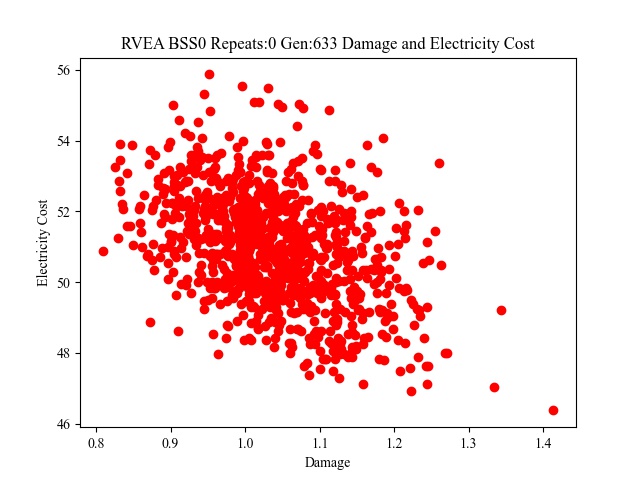 RVEA BSS0 Repeats:0 Gen:633 Damage and Electricity Cost
56
54
52
50
48
46
Electricity Cost
0.8 0.9 1.0 1.1 1.2 1.3 1.4
Damage